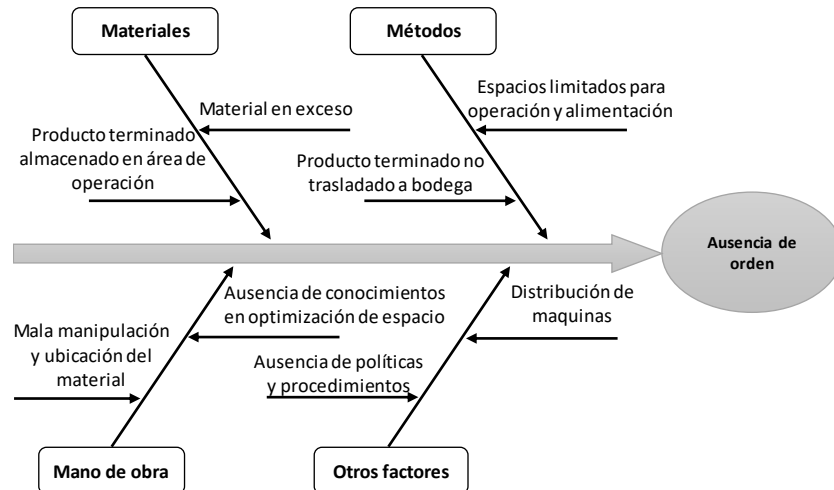 Materiales
Métodos
Material en exceso
Espacios limitados para
operación y alimentación
Producto terminado
almacenado en área de
operación
Producto terminado no
trasladado a bodega
Ausencia de
orden
Ausencia de conocimientos
en optimización de espacio
Distribución de
maquinas
Mala manipulación
y ubicación del
material
Ausencia de políticas
y procedimientos
Mano de obra
Otros factores